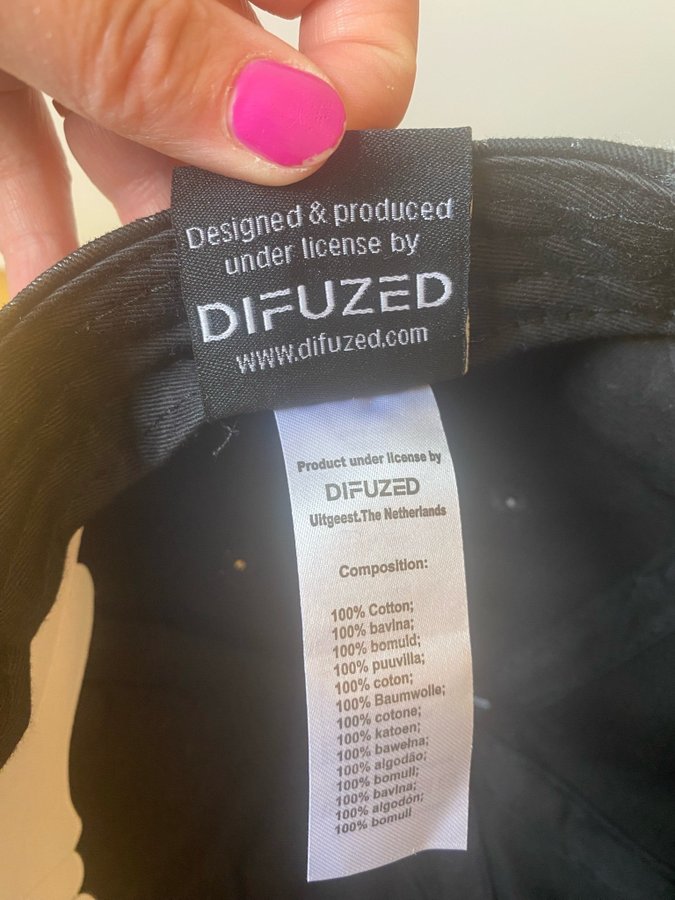 Designed & produced
under license by
DIFUZED
www.difuzed.com
Product under license by
DIFUZED
Uitgeest.The Netherlands
Composition:
100% Cotton;
100% bavlna;
100% bomuld;
100% puuvilla;
100% coton;
100% Baumwolle;
100% cotone;
100% katoen;
100% bawełna;
100% algodão;
100% bomull;
100% bavlna;
100% algodón;
100% bomull